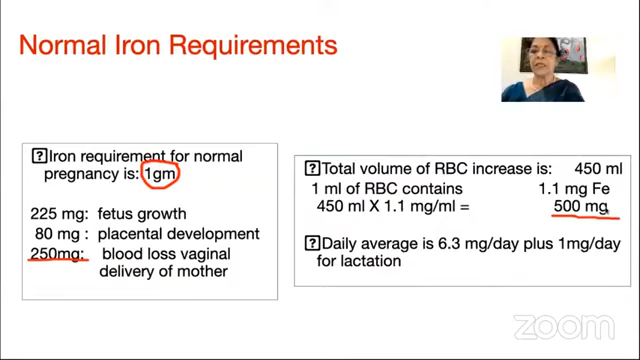 Normal Iron Requirements
⍰Iron requirement for normal
pregnancy is: 1gm
225 mg: fetus growth
80 mg : placental development
250mg: blood loss vaginal
delivery of mother
⍰Total volume of RBC increase is: 450 ml
1 ml of RBC contains 1.1 mg Fe
450 ml X 1.1 mg/ml = 500 mg
⍰Daily average is 6.3 mg/day plus 1mg/day
for lactation
zoom